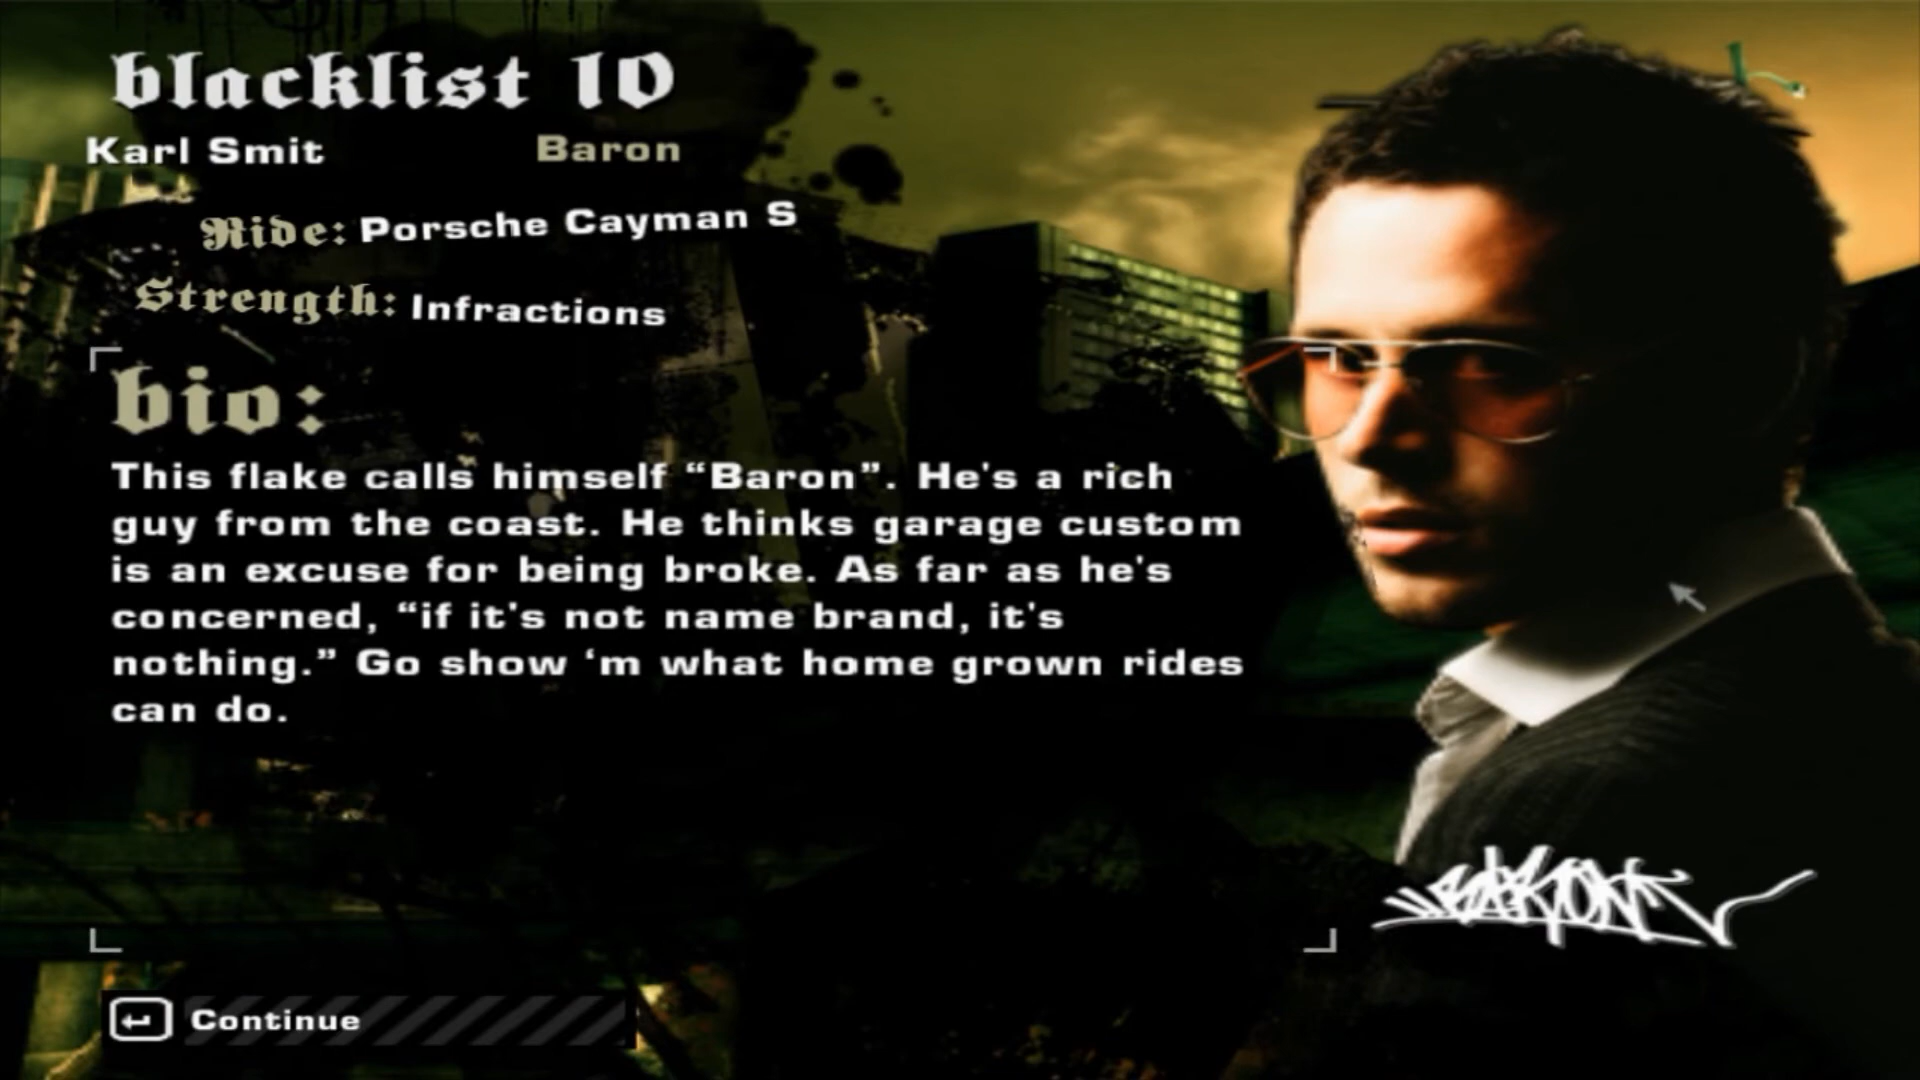 blacklist 10
Karl Smit Baron
Ride: Porsche Cayman S
Strength: Infractions
bio:
This flake calls himself “Baron”. He's a rich
guy from the coast. He thinks garage custom
is an excuse for being broke. As far as he's
concerned, “if it's not name brand, it's
nothing.” Go show ‘m what home grown rides
can do.
BARON
Continue